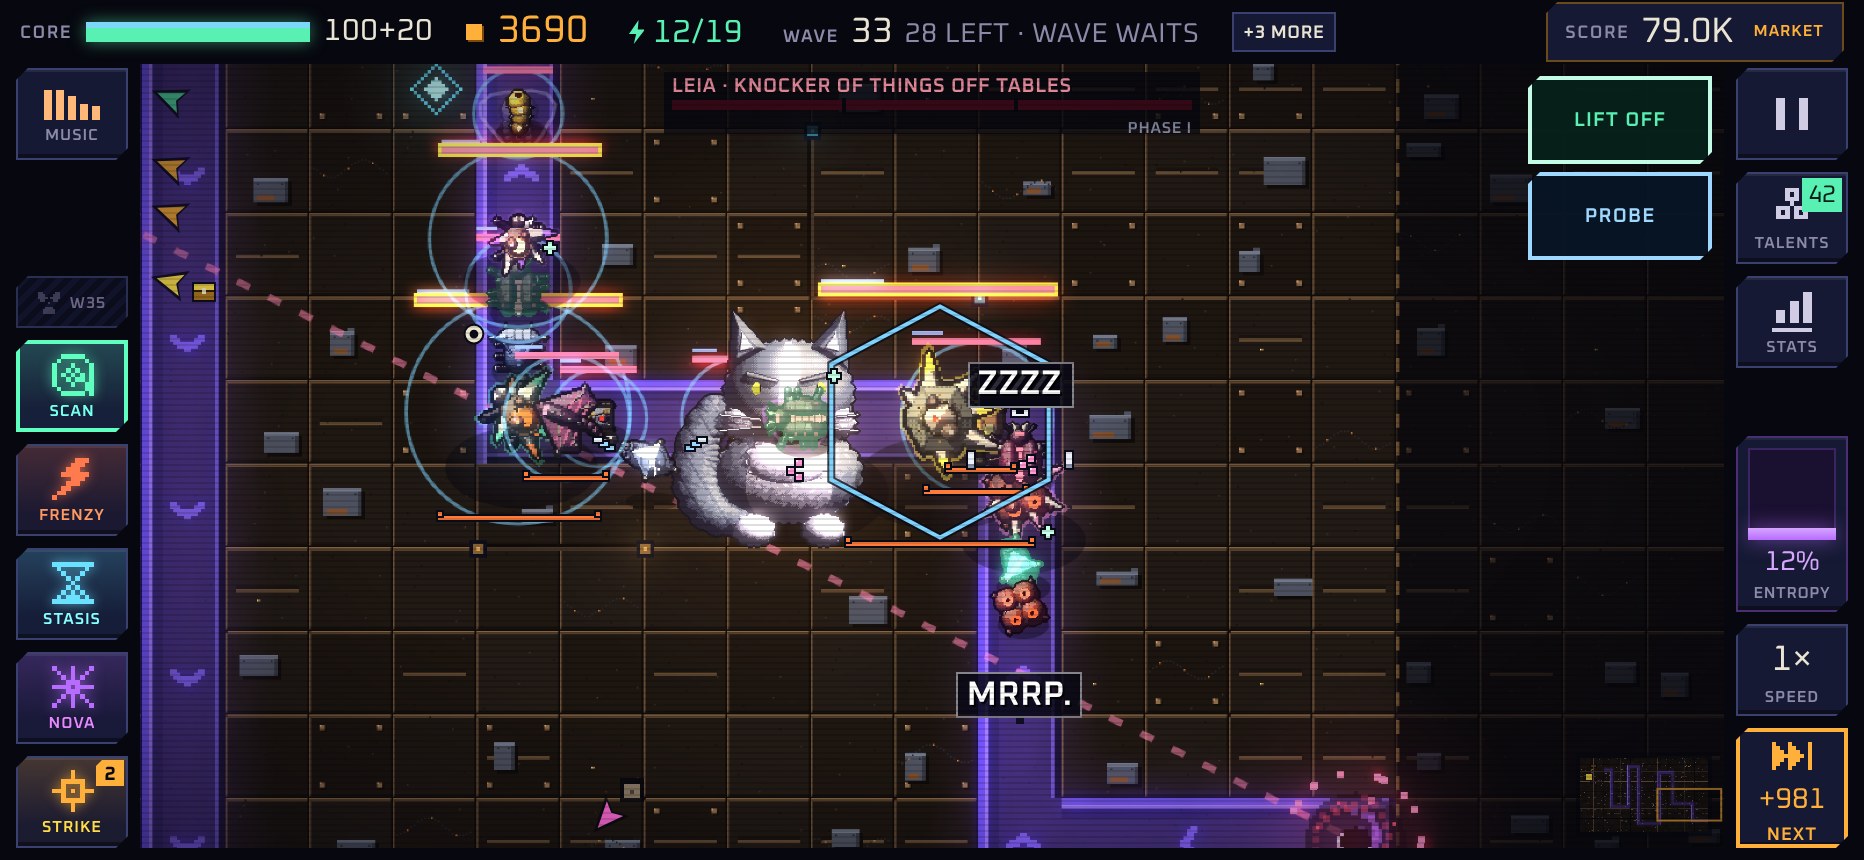 CORE 100+20 3690 12/19 WAVE 33 28 LEFT · WAVE WAITS +3 MORE SCORE 79.0K MARKET
LEIA · KNOCKER OF THINGS OFF TABLES
PHASE I
MUSIC
W35
SCAN
FRENZY
STASIS
NOVA
2
STRIKE
ZZZZ
MRRP.
LIFT OFF
PROBE
42
TALENTS
STATS
12%
ENTROPY
1×
SPEED
+981
NEXT